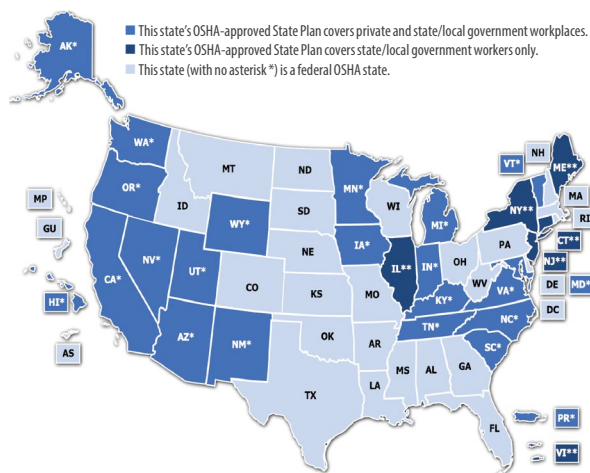 This state's OSHA-approved State Plan covers private and state/local government workplaces.
This state's OSHA-approved State Plan covers state/local government workers only.
This state (with no asterisk *) is a federal OSHA state.
AK*
WA*
MT
ND
MN*
VT*
NH
ME**
OR*
ID
WY*
SD
WI
MI*
NY**
MA
RI
MP
GU
NV*
UT*
NE
IA*
IL**
IN*
OH
PA
CT**
NJ**
CA*
CO
KS
MO
KY*
WV
VA*
DE
MD*
DC
HI*
AS
AZ*
NM*
OK
AR
TN*
NC*
SC*
TX
LA
MS
AL
GA
FL
PR*
VI**